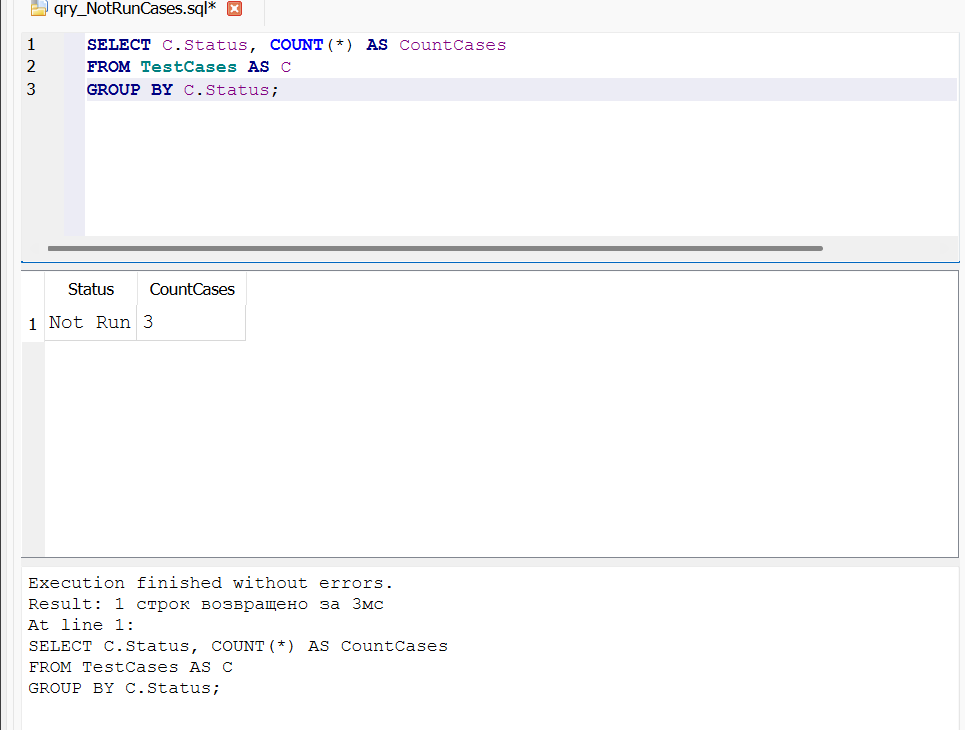 qry_NotRunCases.sql*
1 SELECT C.Status, COUNT(*) AS CountCases
2 FROM TestCases AS C
3 GROUP BY C.Status;
Status CountCases
1 Not Run 3
Execution finished without errors.
Result: 1 строк возвращено за 3мс
At line 1:
SELECT C.Status, COUNT(*) AS CountCases
FROM TestCases AS C
GROUP BY C.Status;